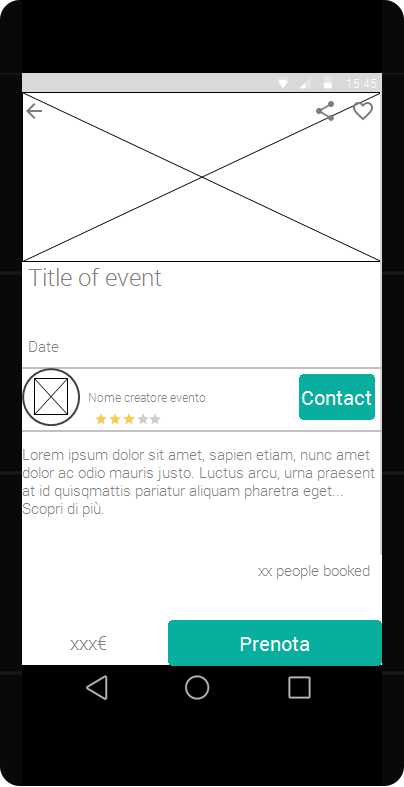 15:45
Title of event
Date
Nome creatore evento
Contact
Lorem ipsum dolor sit amet, sapien etiam, nunc amet
dolor ac odio mauris justo. Luctus arcu, urna praesent
at id quisqmattis pariatur aliquam pharetra eget...
Scopri di più.
xx people booked
xxx€
Prenota